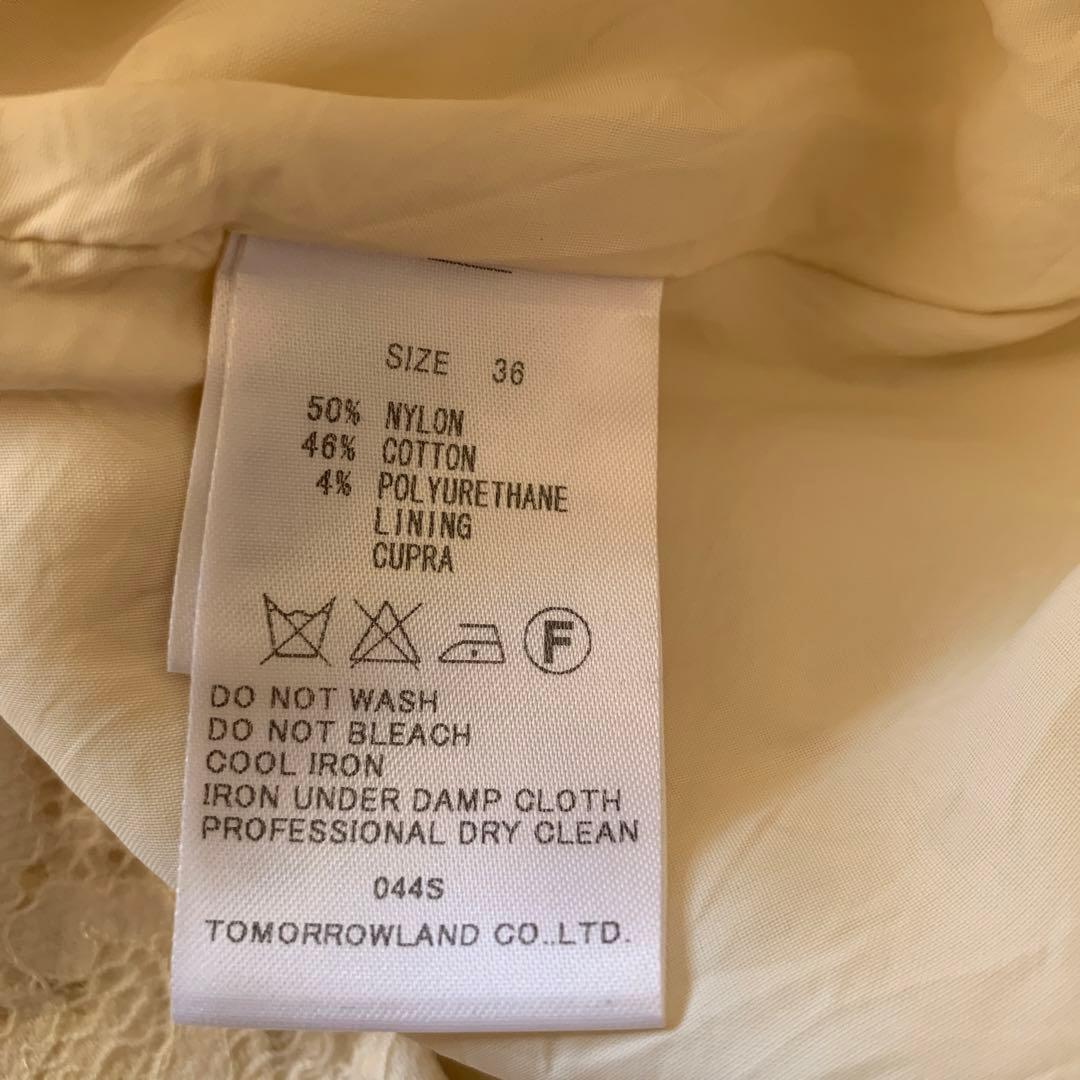 SIZE 36
50% NYLON
46% COTTON
4% POLYURETHANE
LINING
CUPRA
F
DO NOT WASH
DO NOT BLEACH
COOL IRON
IRON UNDER DAMP CLOTH
PROFESSIONAL DRY CLEAN
044S
TOMORROWLAND CO.,LTD.